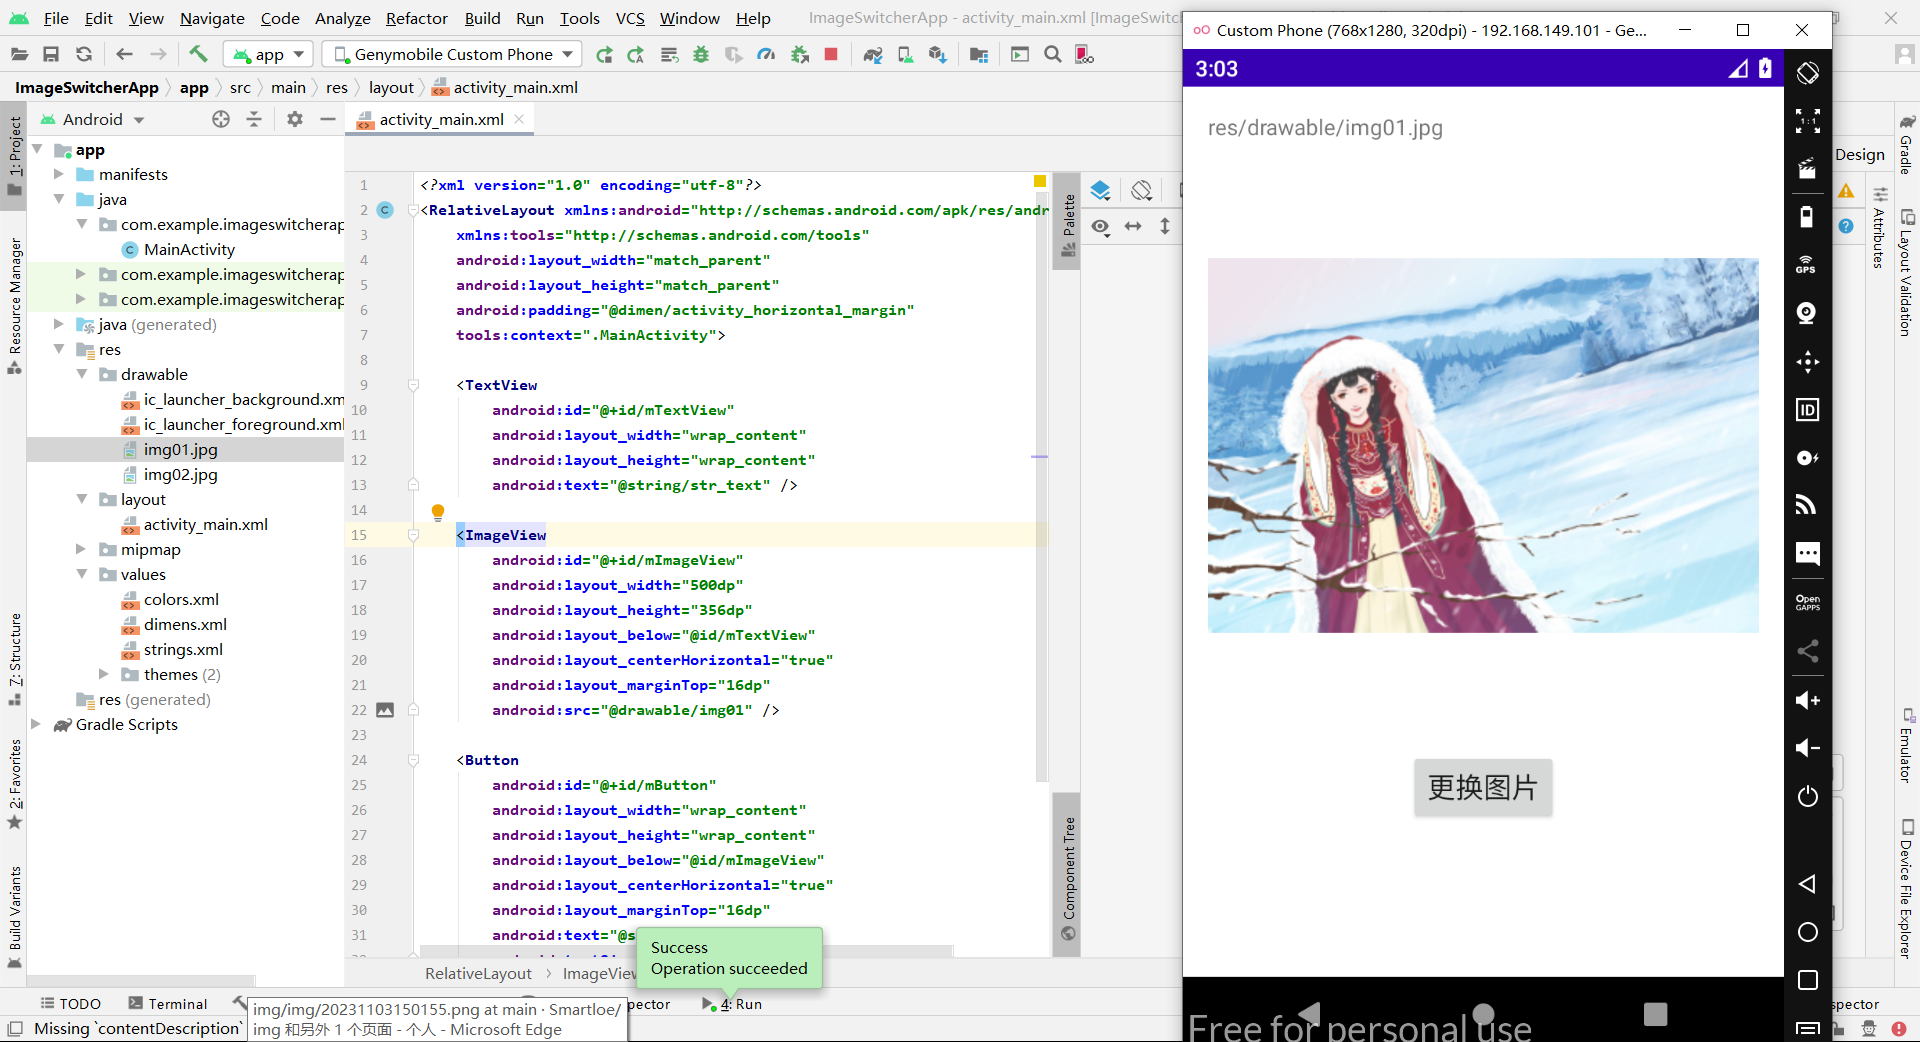 File Edit View Navigate Code Analyze Refactor Build Run Tools VCS Window Help ImageSwitcherApp - activity_main.xml [ImageSwitc
Custom Phone (768x1280, 320dpi) - 192.168.149.101 - Ge...
app Genymobile Custom Phone
ImageSwitcherApp app src main res layout activity_main.xml
Android
activity_main.xml
1: Project
Resource Manager
7: Structure
2: Favorites
Build Variants
app
manifests
java
com.example.imageswitcherap
MainActivity
com.example.imageswitcherap
com.example.imageswitcherap
java (generated)
res
drawable
ic_launcher_background.xm
ic_launcher_foreground.xml
img01.jpg
img02.jpg
layout
activity_main.xml
mipmap
values
colors.xml
dimens.xml
strings.xml
themes (2)
res (generated)
Gradle Scripts
1 <?xml version="1.0" encoding="utf-8"?>
2 <RelativeLayout xmlns:android="http://schemas.android.com/apk/res/andr
3 xmlns:tools="http://schemas.android.com/tools"
4 android:layout_width="match_parent"
5 android:layout_height="match_parent"
6 android:padding="@dimen/activity_horizontal_margin"
7 tools:context=".MainActivity">
8
9 <TextView
10 android:id="@+id/mTextView"
11 android:layout_width="wrap_content"
12 android:layout_height="wrap_content"
13 android:text="@string/str_text" />
14
15 <ImageView
16 android:id="@+id/mImageView"
17 android:layout_width="500dp"
18 android:layout_height="356dp"
19 android:layout_below="@id/mTextView"
20 android:layout_centerHorizontal="true"
21 android:layout_marginTop="16dp"
22 android:src="@drawable/img01" />
23
24 <Button
25 android:id="@+id/mButton"
26 android:layout_width="wrap_content"
27 android:layout_height="wrap_content"
28 android:layout_below="@id/mImageView"
29 android:layout_centerHorizontal="true"
30 android:layout_marginTop="16dp"
31 android:text="@s
RelativeLayout ImageView
Success
Operation succeeded
Palette
Component Tree
3:03
res/drawable/img01.jpg
更换图片
Free for personal use
1:1
GPS
ID
Open
GAPPS
Design
Attributes
Gradle
Layout Validation
Emulator
Device File Explorer
TODO Terminal pector 4: Run spector
Missing `contentDescription`
img/img/20231103150155.png at main · Smartloe/
img 和另外 1 个页面 - 个人 - Microsoft Edge